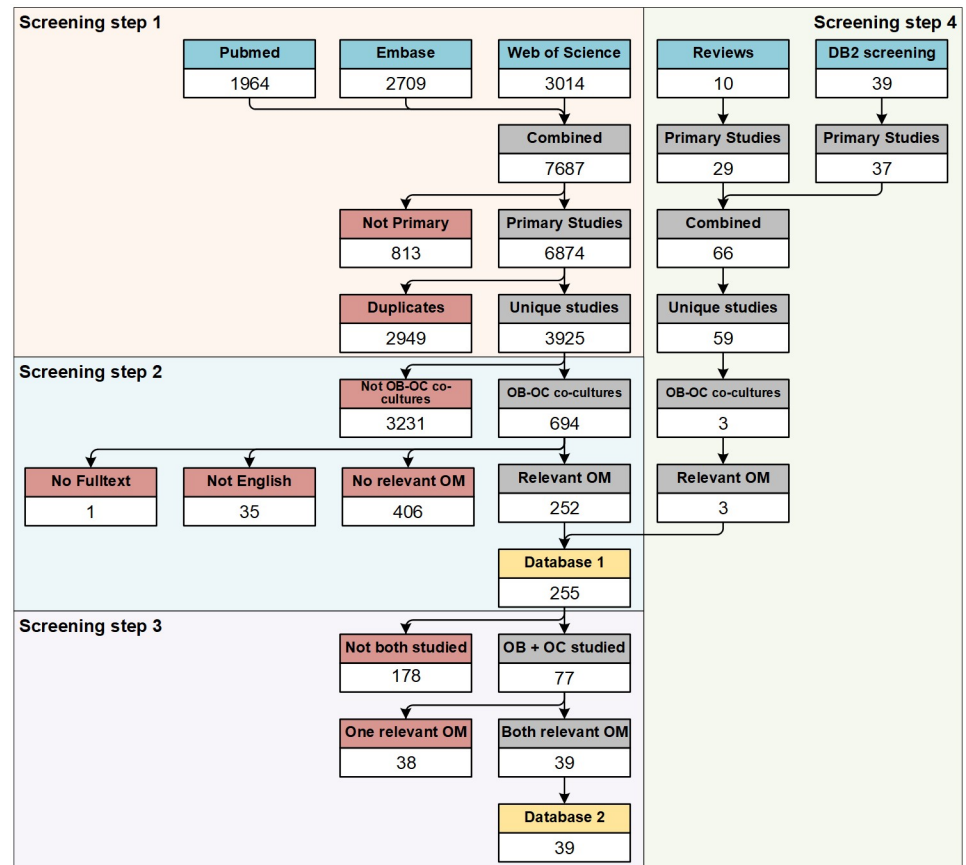 Screening step 1
Screening step 4
Pubmed
1964
Embase
2709
Web of Science
3014
Reviews
10
DB2 screening
39
Combined
7687
Primary Studies
29
Primary Studies
37
Not Primary
813
Primary Studies
6874
Combined
66
Duplicates
2949
Unique studies
3925
Unique studies
59
Screening step 2
Not OB-OC co-
cultures
3231
OB-OC co-cultures
694
OB-OC co-cultures
3
No Fulltext
1
Not English
35
No relevant OM
406
Relevant OM
252
Relevant OM
3
Database 1
255
Screening step 3
Not both studied
178
OB + OC studied
77
One relevant OM
38
Both relevant OM
39
Database 2
39